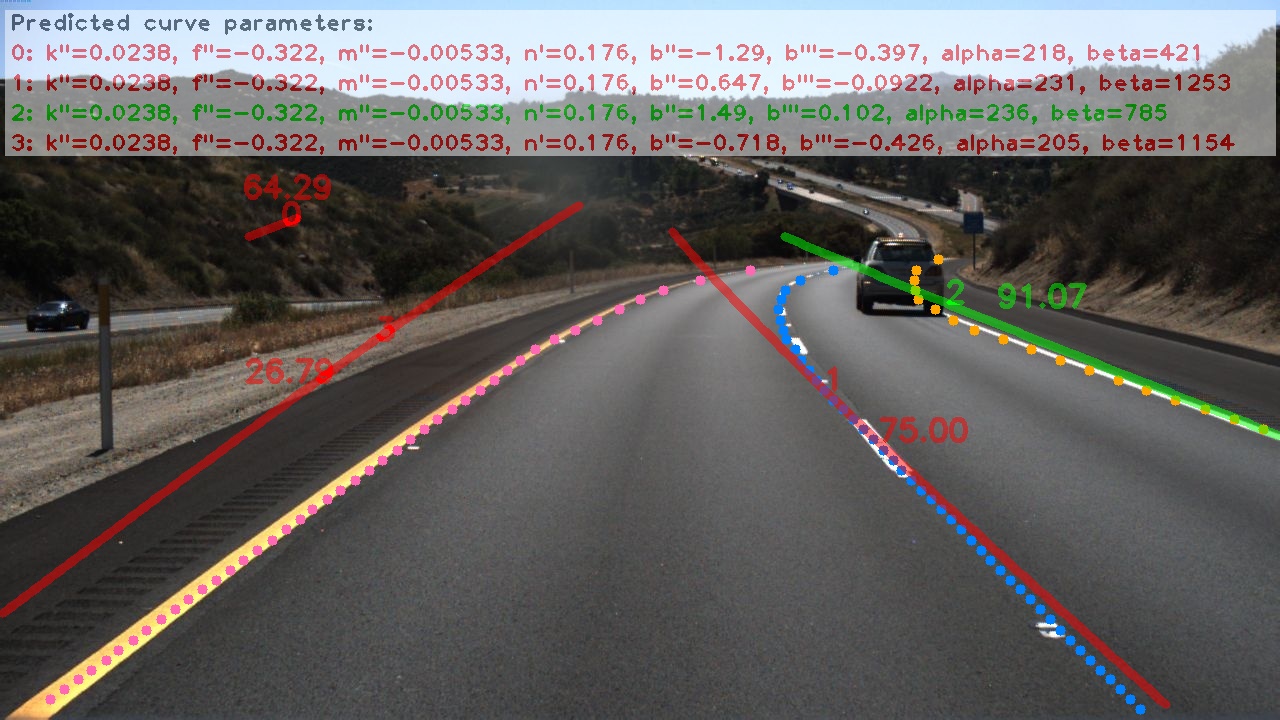 Predicted curve parameters:
0: k''=0.0238, f''=-0.322, m''=-0.00533, n'=0.176, b''=-1.29, b'''=-0.397, alpha=218, beta=421
1: k''=0.0238, f''=-0.322, m''=-0.00533, n'=0.176, b''=0.647, b'''=-0.0922, alpha=231, beta=1253
2: k''=0.0238, f''=-0.322, m''=-0.00533, n'=0.176, b''=1.49, b'''=0.102, alpha=236, beta=785
3: k''=0.0238, f''=-0.322, m''=-0.00533, n'=0.176, b''=-0.718, b'''=-0.426, alpha=205, beta=1154
64.29
0
2 91.07
3
26.79
1
75.00